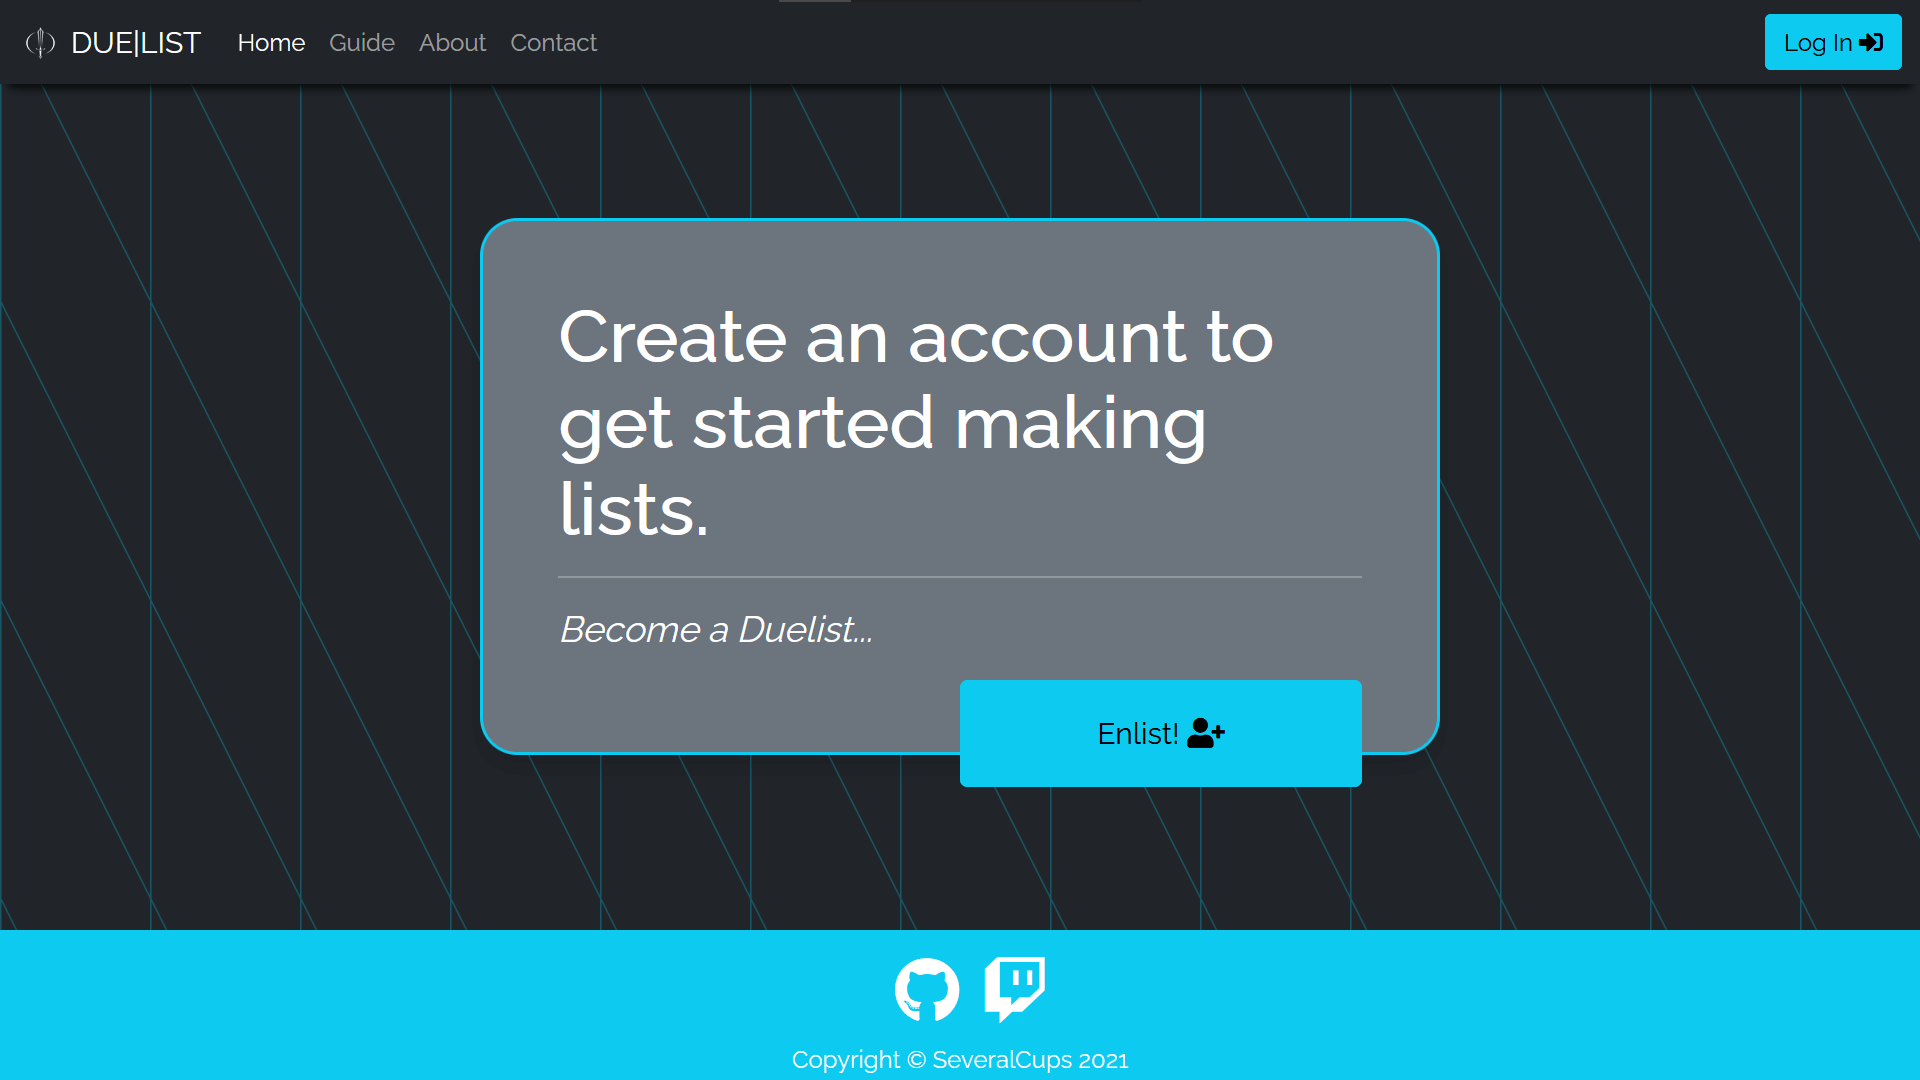 DUE|LIST Home Guide About Contact Log In
Create an account to
get started making
lists.
Become a Duelist...
Enlist!
Copyright © SeveralCups 2021